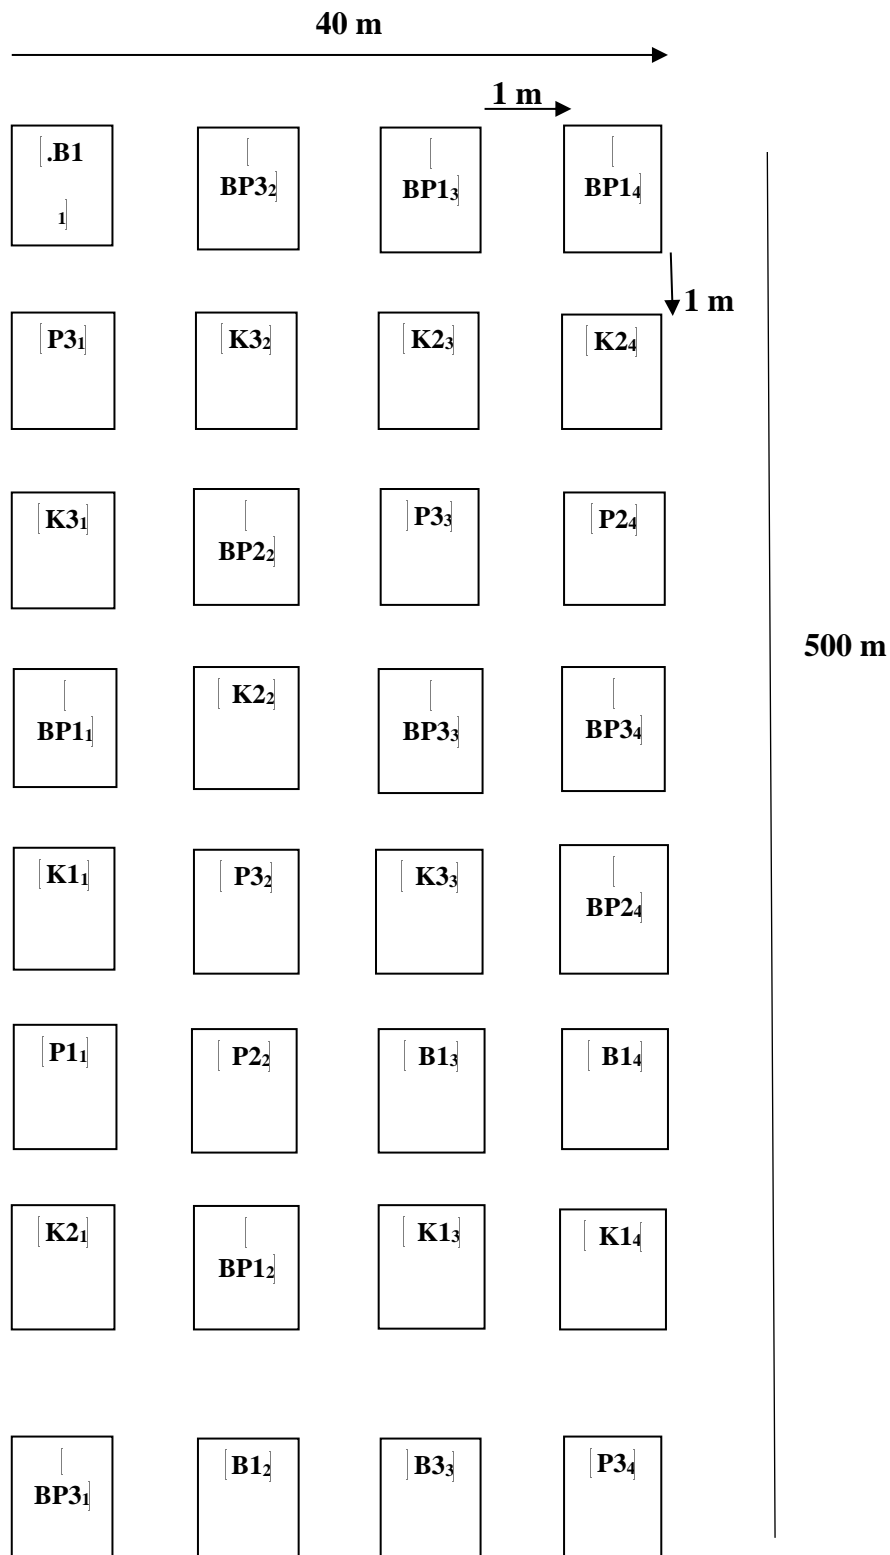 40 m
1 m
[ .B1
1]
[
BP3₂]
[
BP1₃]
[
BP1₄]
1 m
[ P3₁]
[ K3₂]
[ K2₃]
[ K2₄]
[ K3₁]
[
BP2₂]
]P3₃]
[ P2₄]
500 m
[
BP1₁]
[ K2₂]
[
BP3₃]
[
BP3₄]
[ K1₁]
[ P3₂]
[ K3₃]
[
BP2₄]
[P1₁]
[ P2₂]
[ B1₃]
[ B1₄]
[ K2₁]
[
BP1₂]
[ K1₃]
[ K1₄]
[
BP3₁]
[B1₂]
]B3₃]
[P3₄]